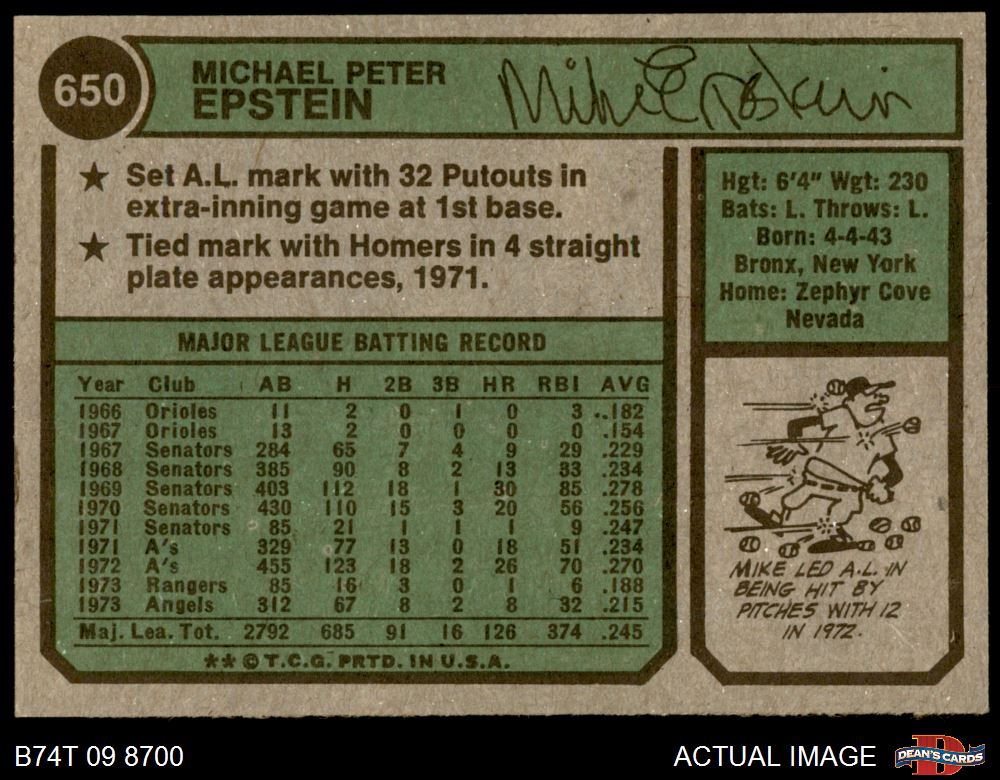 650
MICHAEL PETER
EPSTEIN
Mike Epstein
★ Set A.L. mark with 32 Putouts in
extra-inning game at 1st base.
★ Tied mark with Homers in 4 straight
plate appearances, 1971.
Hgt: 6'4" Wgt: 230
Bats: L. Throws: L.
Born: 4-4-43
Bronx, New York
Home: Zephyr Cove
Nevada
MAJOR LEAGUE BATTING RECORD
Year Club AB H 2B 3B HR RBI AVG
1966 Orioles 11 2 0 1 0 3 .182
1967 Orioles 13 2 0 0 0 0 .154
1967 Senators 284 65 7 4 9 29 .229
1968 Senators 385 90 8 2 13 33 .234
1969 Senators 403 112 18 1 30 85 .278
1970 Senators 430 110 15 3 20 56 .256
1971 Senators 85 21 1 1 1 9 .247
1971 A's 329 77 13 0 18 51 .234
1972 A's 455 123 18 2 26 70 .270
1973 Rangers 85 16 3 0 1 6 .188
1973 Angels 312 67 8 2 8 32 .215
Maj. Lea. Tot. 2792 685 91 16 126 374 .245
** © T.C.G. PRTD. IN U.S.A.
MIKE LED A.L. IN
BEING HIT BY
PITCHES WITH 12
IN 1972.
B74T 09 8700
ACTUAL IMAGE
DEAN'S CARDS